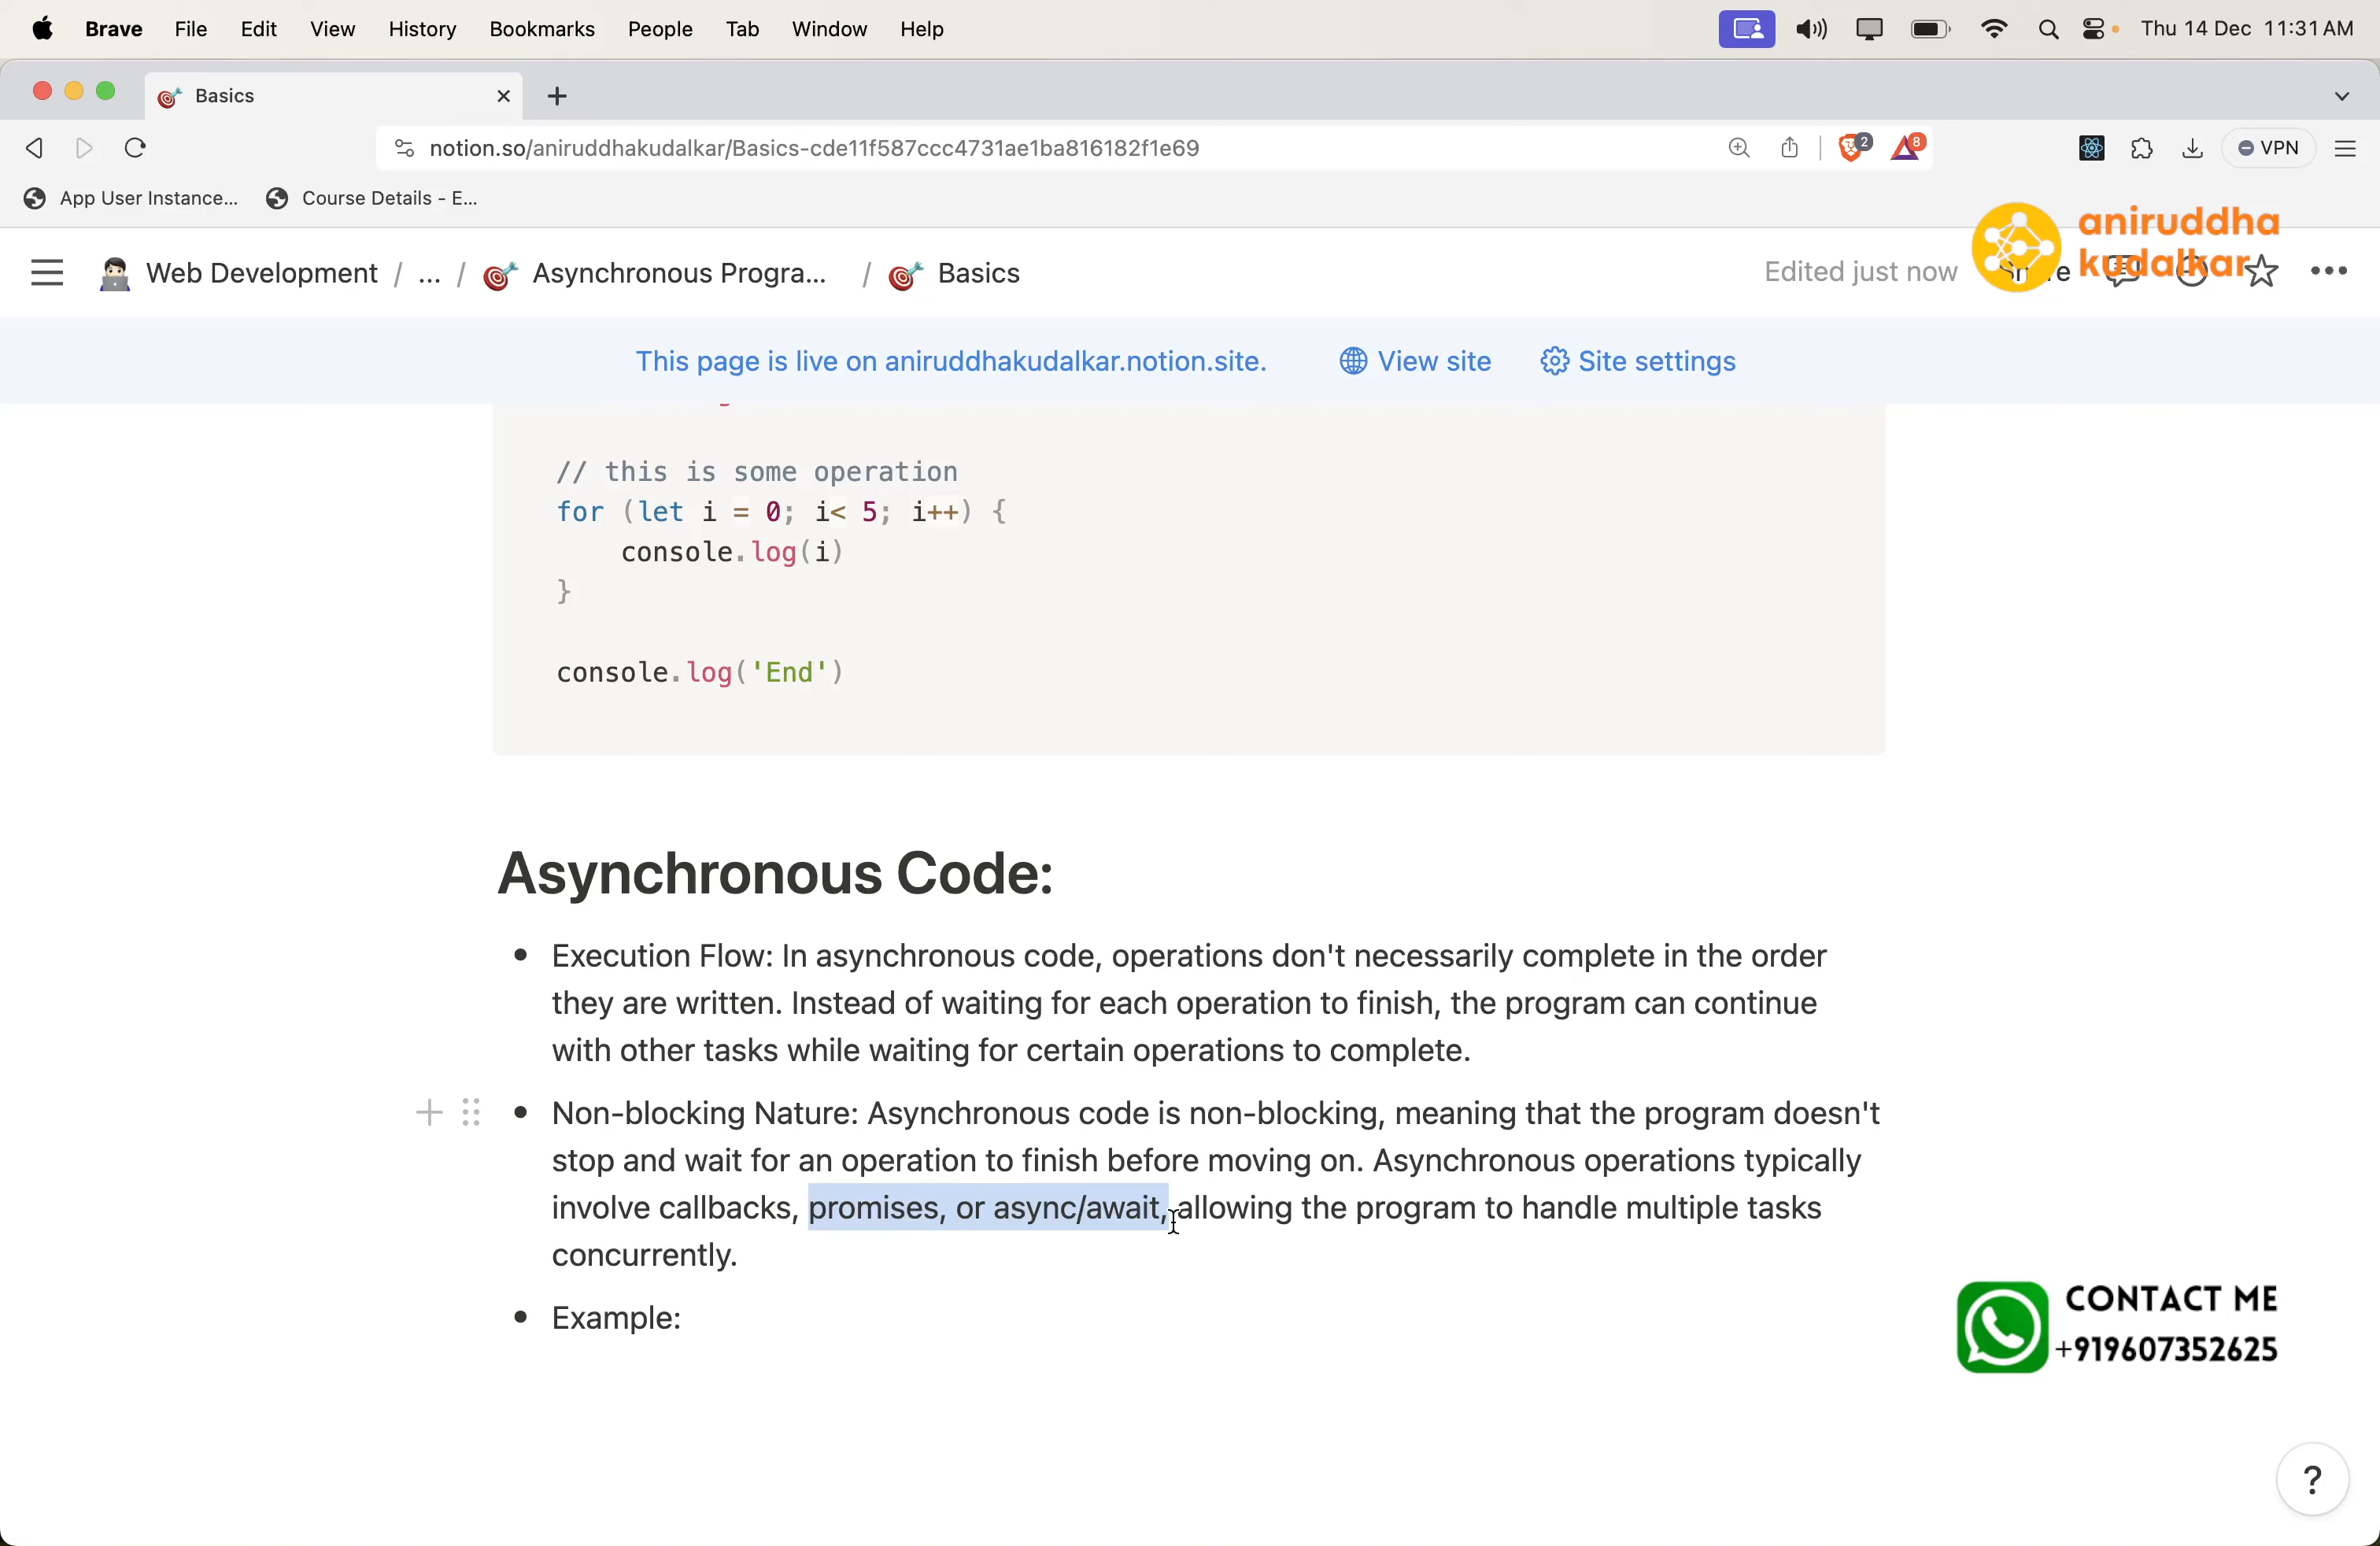 Brave File Edit View History Bookmarks People Tab Window Help Thu 14 Dec 11:31 AM
Basics
notion.so/aniruddhakudalkar/Basics-cde11f587ccc4731ae1ba816182f1e69 2 8 VPN
App User Instance... Course Details - E...
aniruddha
kudalkar
Web Development / ... / Asynchronous Progra... / Basics Edited just now
This page is live on aniruddhakudalkar.notion.site. View site Site settings
// this is some operation
for (let i = 0; i< 5; i++) {
console.log(i)
}
console.log('End')
Asynchronous Code:
• Execution Flow: In asynchronous code, operations don't necessarily complete in the order
they are written. Instead of waiting for each operation to finish, the program can continue
with other tasks while waiting for certain operations to complete.
• Non-blocking Nature: Asynchronous code is non-blocking, meaning that the program doesn't
stop and wait for an operation to finish before moving on. Asynchronous operations typically
involve callbacks, promises, or async/await, allowing the program to handle multiple tasks
concurrently.
• Example:
CONTACT ME
+919607352625
?